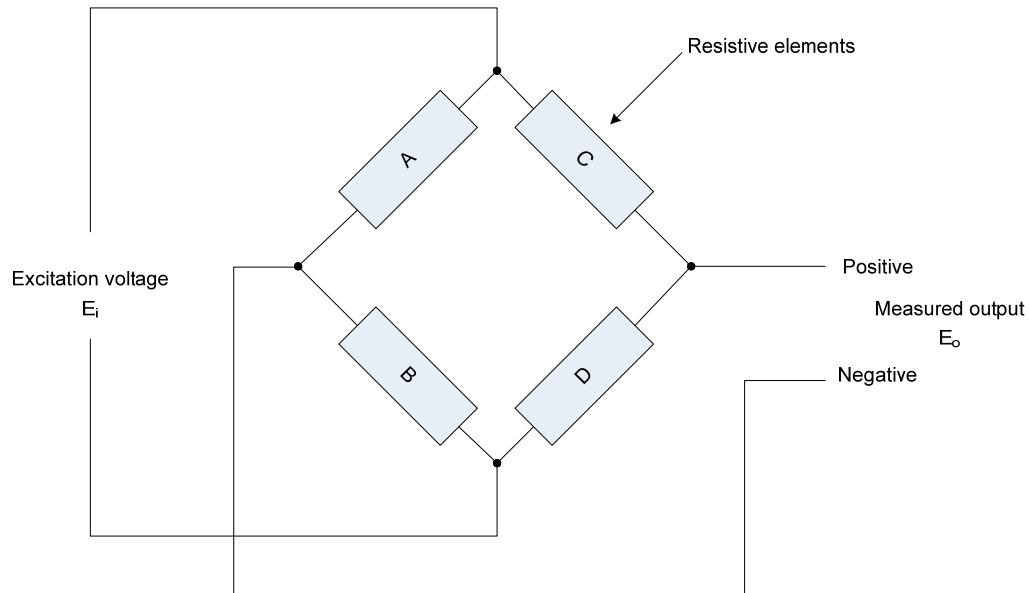 Resistive elements
A
C
Excitation voltage
Ei
Positive
Measured output
Eo
Negative
B
D